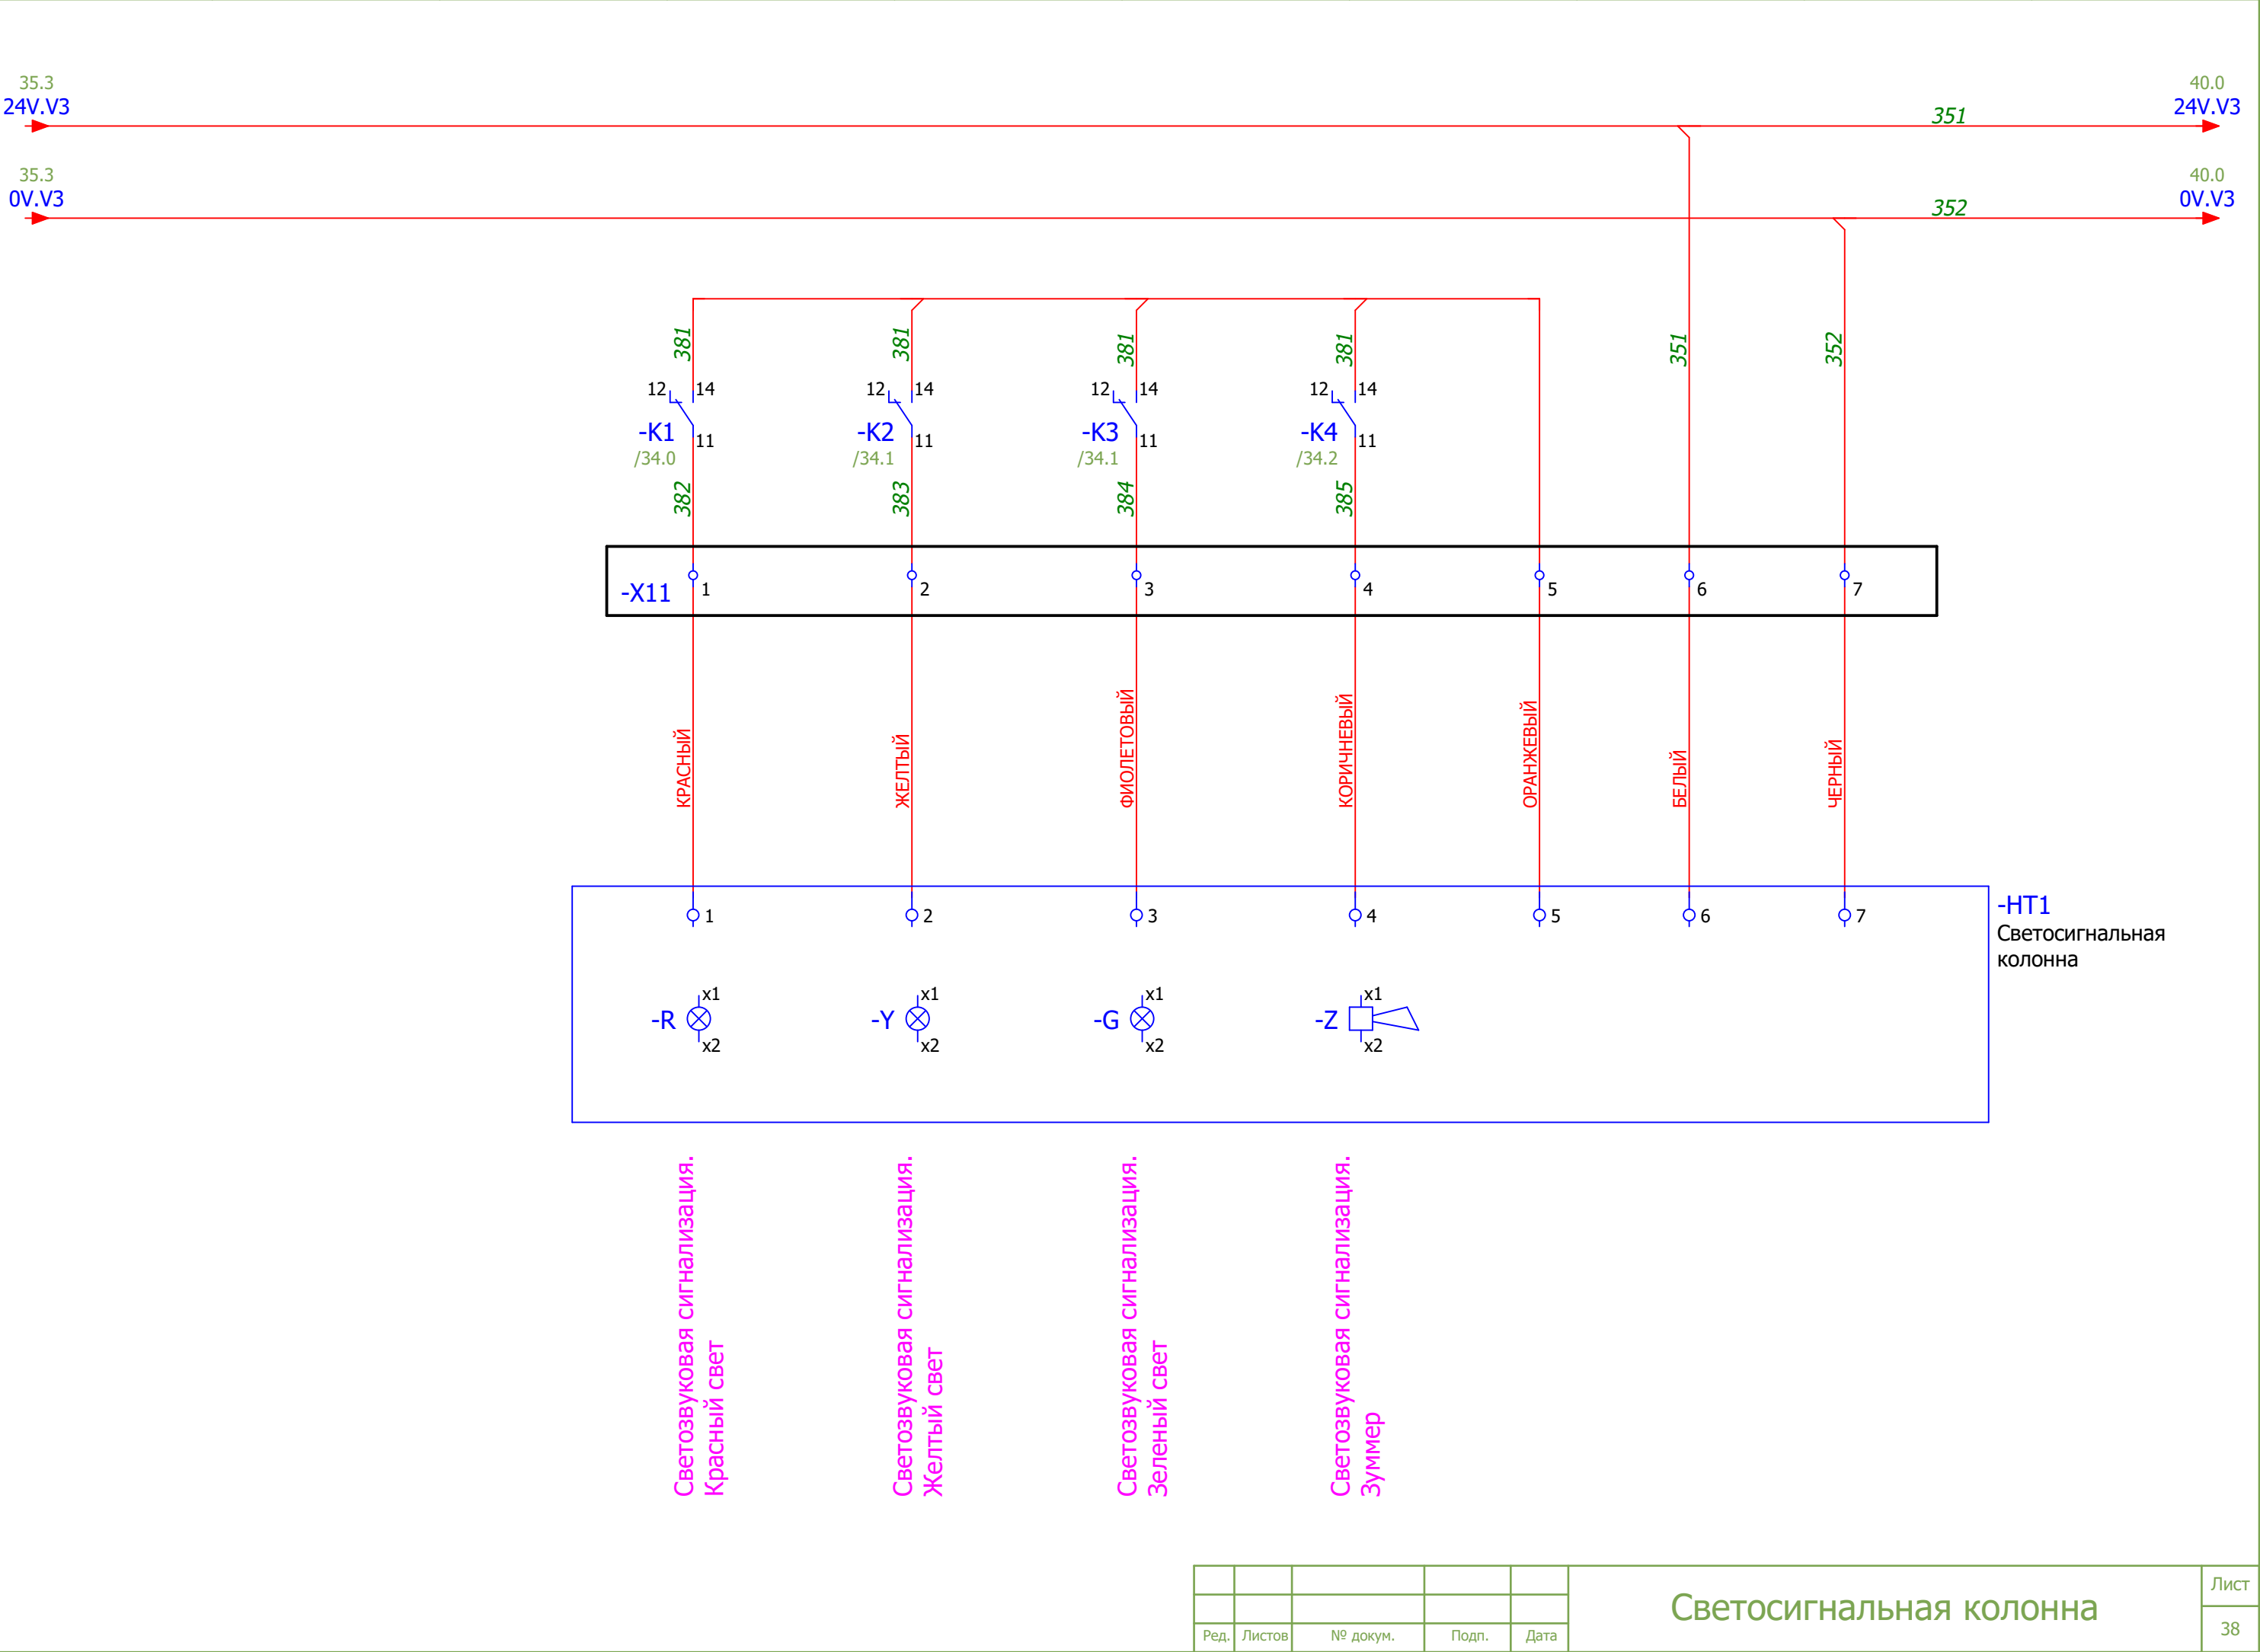 35.3
24V.V3
351
40.0
24V.V3
35.3
0V.V3
352
40.0
0V.V3
381
381
381
381
351
352
12 14
12 14
12 14
12 14
-K1
11
/34.0
-K2
11
/34.1
-K3
11
/34.1
-K4
11
/34.2
382
383
384
385
-X11
1
2
3
4
5
6
7
КРАСНЫЙ
ЖЕЛТЫЙ
ФИОЛЕТОВЫЙ
КОРИЧНЕВЫЙ
ОРАНЖЕВЫЙ
БЕЛЫЙ
ЧЕРНЫЙ
1
2
3
4
5
6
7
-HT1
Светосигнальная
колонна
x1
-R
x2
x1
-Y
x2
x1
-G
x2
x1
-Z
x2
Светозвуковая сигнализация.
Красный свет
Светозвуковая сигнализация.
Желтый свет
Светозвуковая сигнализация.
Зеленый свет
Светозвуковая сигнализация.
Зуммер
Ред. Листов № докум. Подп. Дата
Светосигнальная колонна
Лист
38